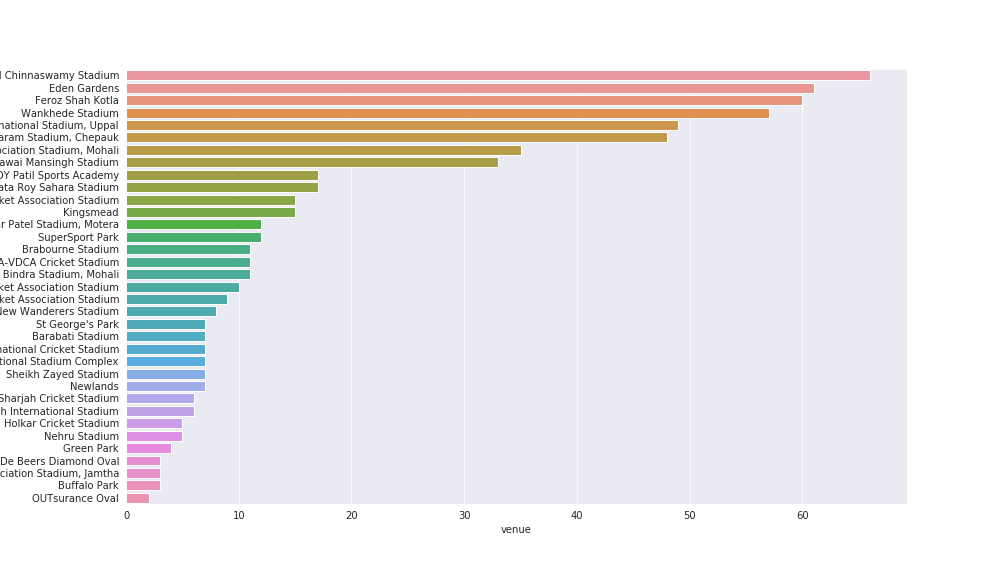 Chinnaswamy Stadium
Eden Gardens
Feroz Shah Kotla
Wankhede Stadium
national Stadium, Uppal
aram Stadium, Chepauk
ociation Stadium, Mohali
awai Mansingh Stadium
DY Patil Sports Academy
ata Roy Sahara Stadium
ket Association Stadium
Kingsmead
r Patel Stadium, Motera
SuperSport Park
Brabourne Stadium
A-VDCA Cricket Stadium
Bindra Stadium, Mohali
ket Association Stadium
ket Association Stadium
New Wanderers Stadium
St George's Park
Barabati Stadium
national Cricket Stadium
tional Stadium Complex
Sheikh Zayed Stadium
Newlands
Sharjah Cricket Stadium
h International Stadium
Holkar Cricket Stadium
Nehru Stadium
Green Park
De Beers Diamond Oval
ciation Stadium, Jamtha
Buffalo Park
OUTsurance Oval
0 10 20 30 40 50 60
venue